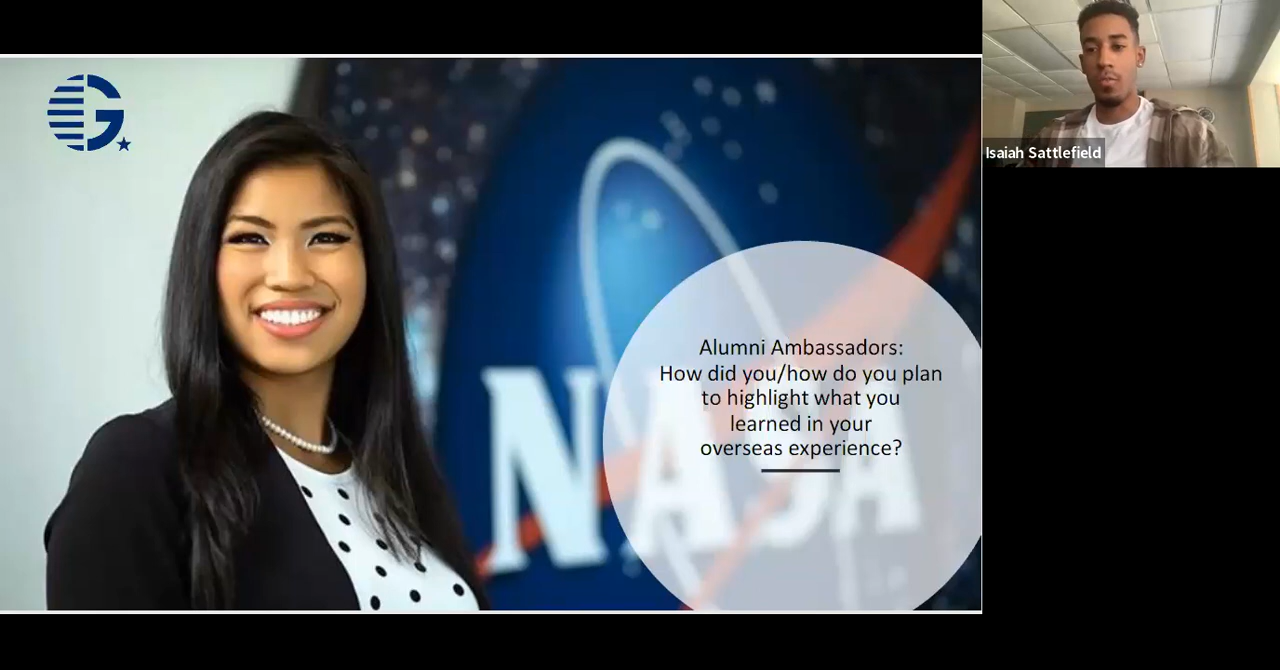 G
NASA
Alumni Ambassadors:
How did you/how do you plan
to highlight what you
learned in your
overseas experience?
Isaiah Sattlefield